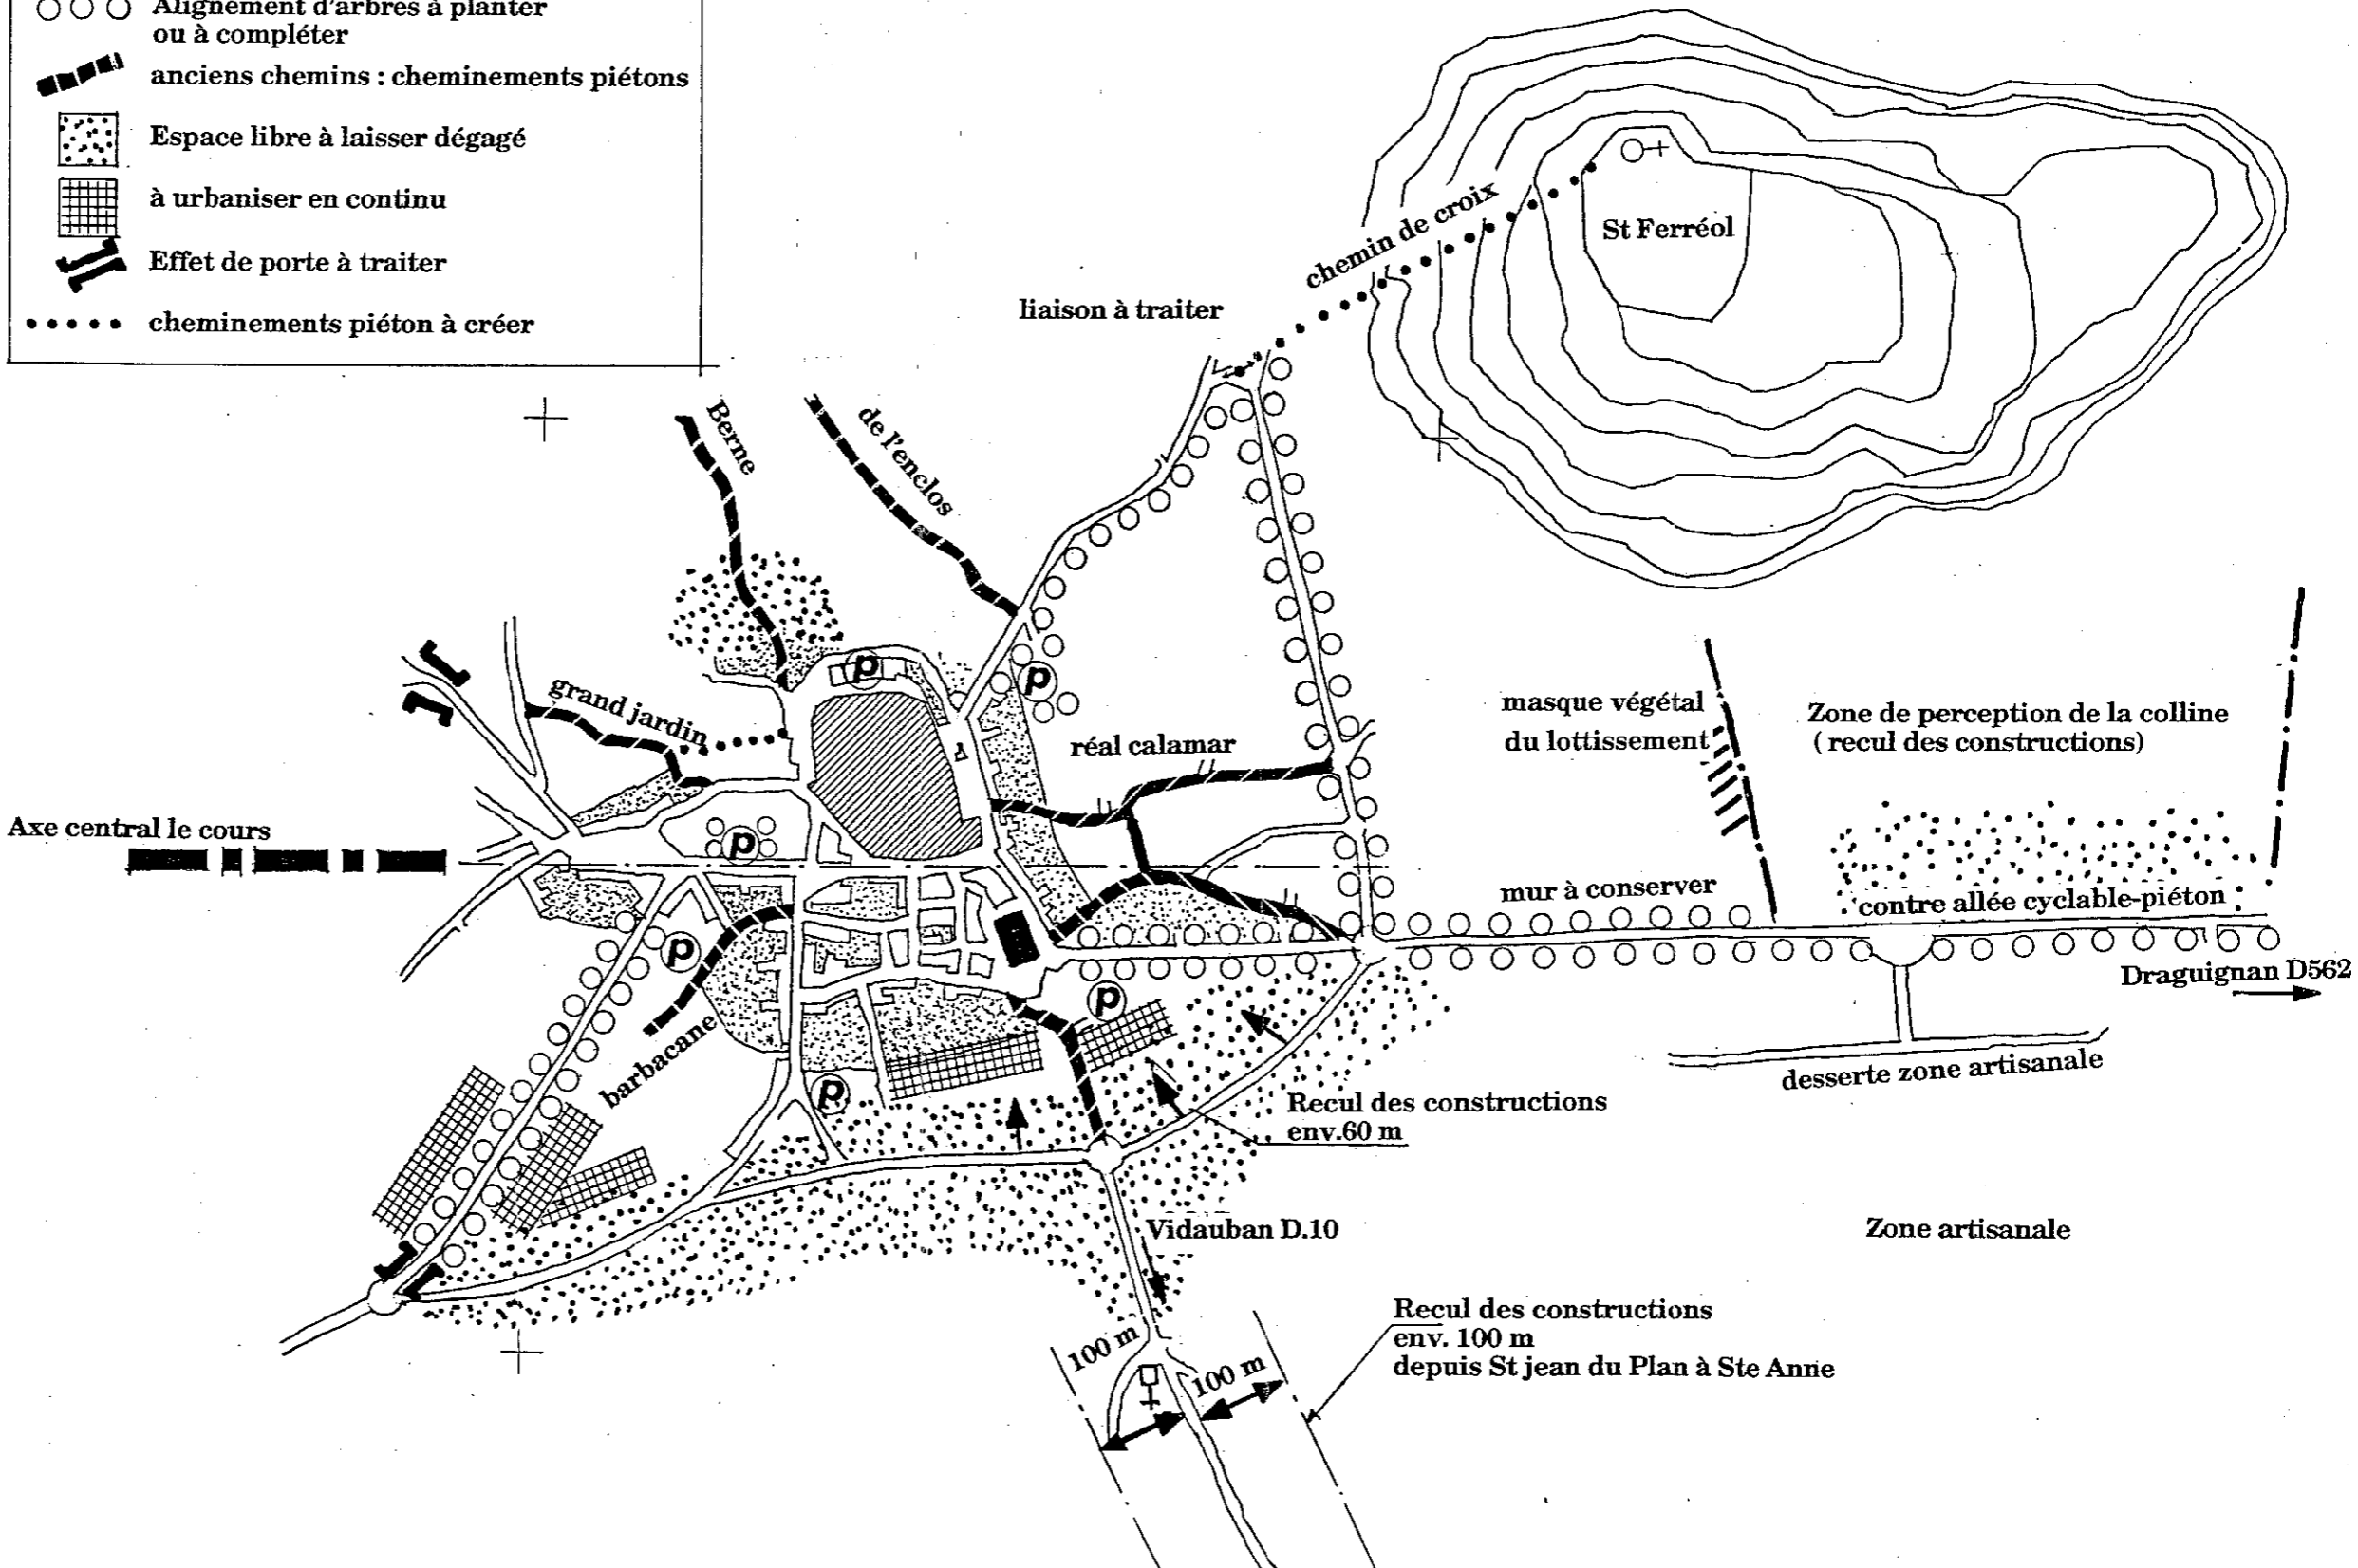 Alignement d'arbres à planter
ou à compléter
anciens chemins : cheminements piétons
Espace libre à laisser dégagé
à urbaniser en continu
Effet de porte à traiter
cheminements piéton à créer
St Ferréol
chemin de croix
liaison à traiter
Berne
de l'enclos
grand jardin
p
p
réal calamar
masque végétal
du lottissement
Zone de perception de la colline
( recul des constructions)
Axe central le cours
p
mur à conserver
contre allée cyclable-piéton
p
p
Draguignan D562
barbacane
desserte zone artisanale
p
Recul des constructions
env.60 m
Vidauban D.10
Zone artisanale
Recul des constructions
env. 100 m
depuis St jean du Plan à Ste Anne
100 m
100 m